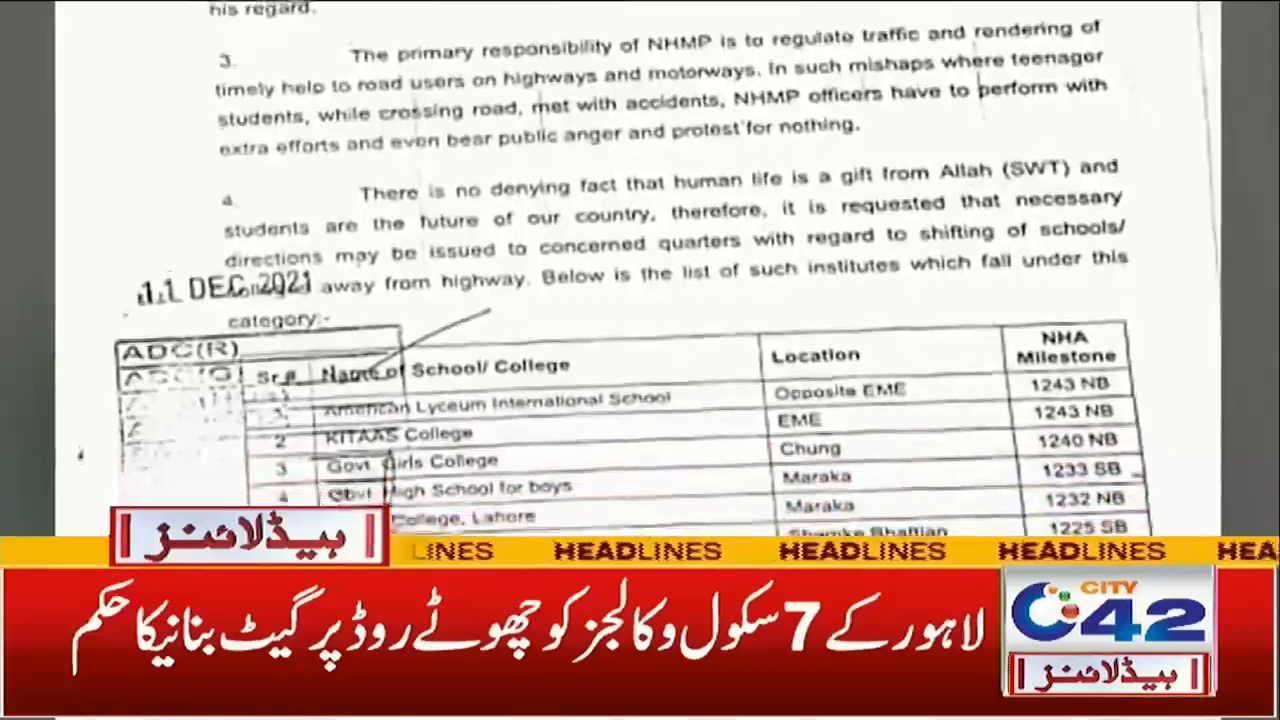 his regard.
3. The primary responsibility of NHMP is to regulate traffic and rendering of
timely help to road users on highways and motorways. In such mishaps where teenager
students, while crossing road, met with accidents, NHMP officers have to perform with
extra efforts and even bear public anger and protest for nothing.
4. There is no denying fact that human life is a gift from Allah (SWT) and
students are the future of our country, therefore, it is requested that necessary
directions may be issued to concerned quarters with regard to shifting of schools/
11 DEC 2021 away from highway. Below is the list of such institutes which fall under this
category:-
ADC(R)
Sr.# Name of School/ College Location NHA Milestone
1 American Lyceum International School Opposite EME 1243 NB
2 KITAAS College EME 1243 NB
3 Govt Girls College Chung 1240 NB
4 Govt High School for boys Maraka 1233 SB
College, Lahore Maraka 1232 NB
1225 SB
ہیڈلائنز
LINES HEADLINES HEADLINES HEADLINES HEA
لاہور کے 7 سکول و کالجز کو چھوٹے روڈ پر گیٹ بنانیکا حکم
CITY
42
ہیڈلائنز